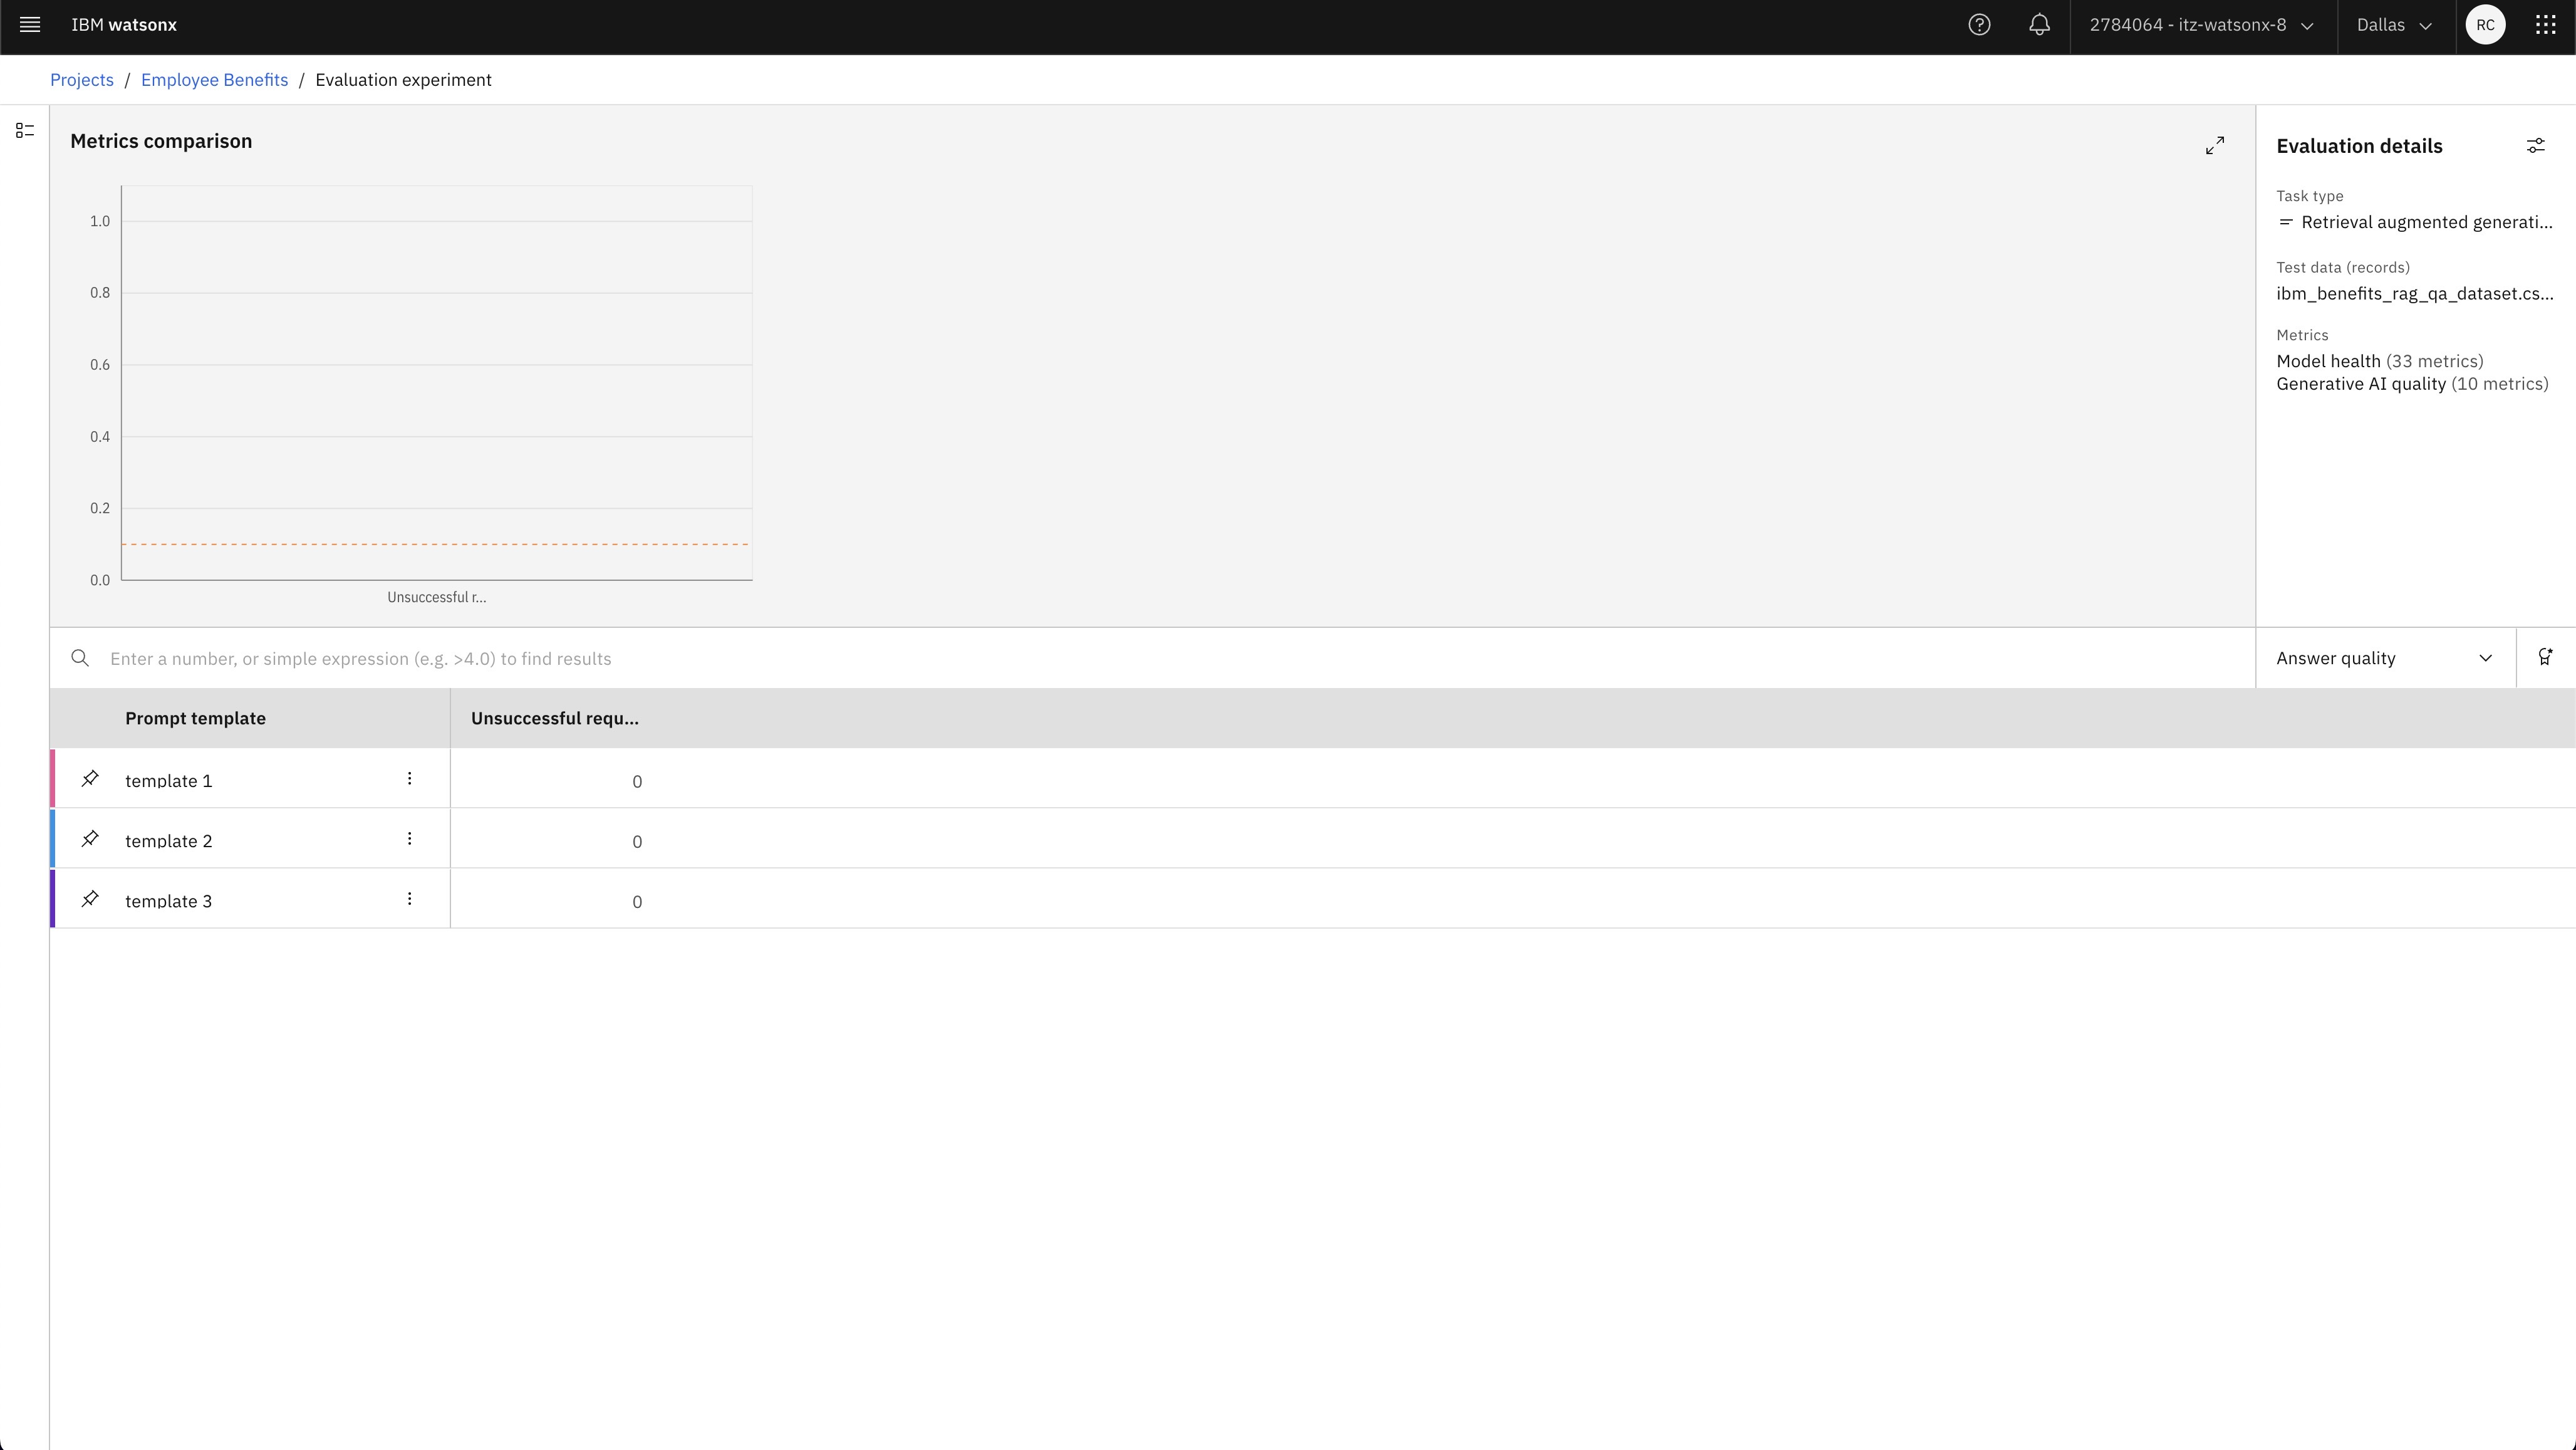 IBM watsonx
2784064 - itz-watsonx-8
Dallas
RC
Projects / Employee Benefits / Evaluation experiment
Metrics comparison
1.0
0.8
0.6
0.4
0.2
0.0
Unsuccessful r...
Evaluation details
Task type
Retrieval augmented generati...
Test data (records)
ibm_benefits_rag_qa_dataset.cs...
Metrics
Model health (33 metrics)
Generative AI quality (10 metrics)
Enter a number, or simple expression (e.g. >4.0) to find results
Answer quality
Prompt template
Unsuccessful requ...
template 1 0
template 2 0
template 3 0